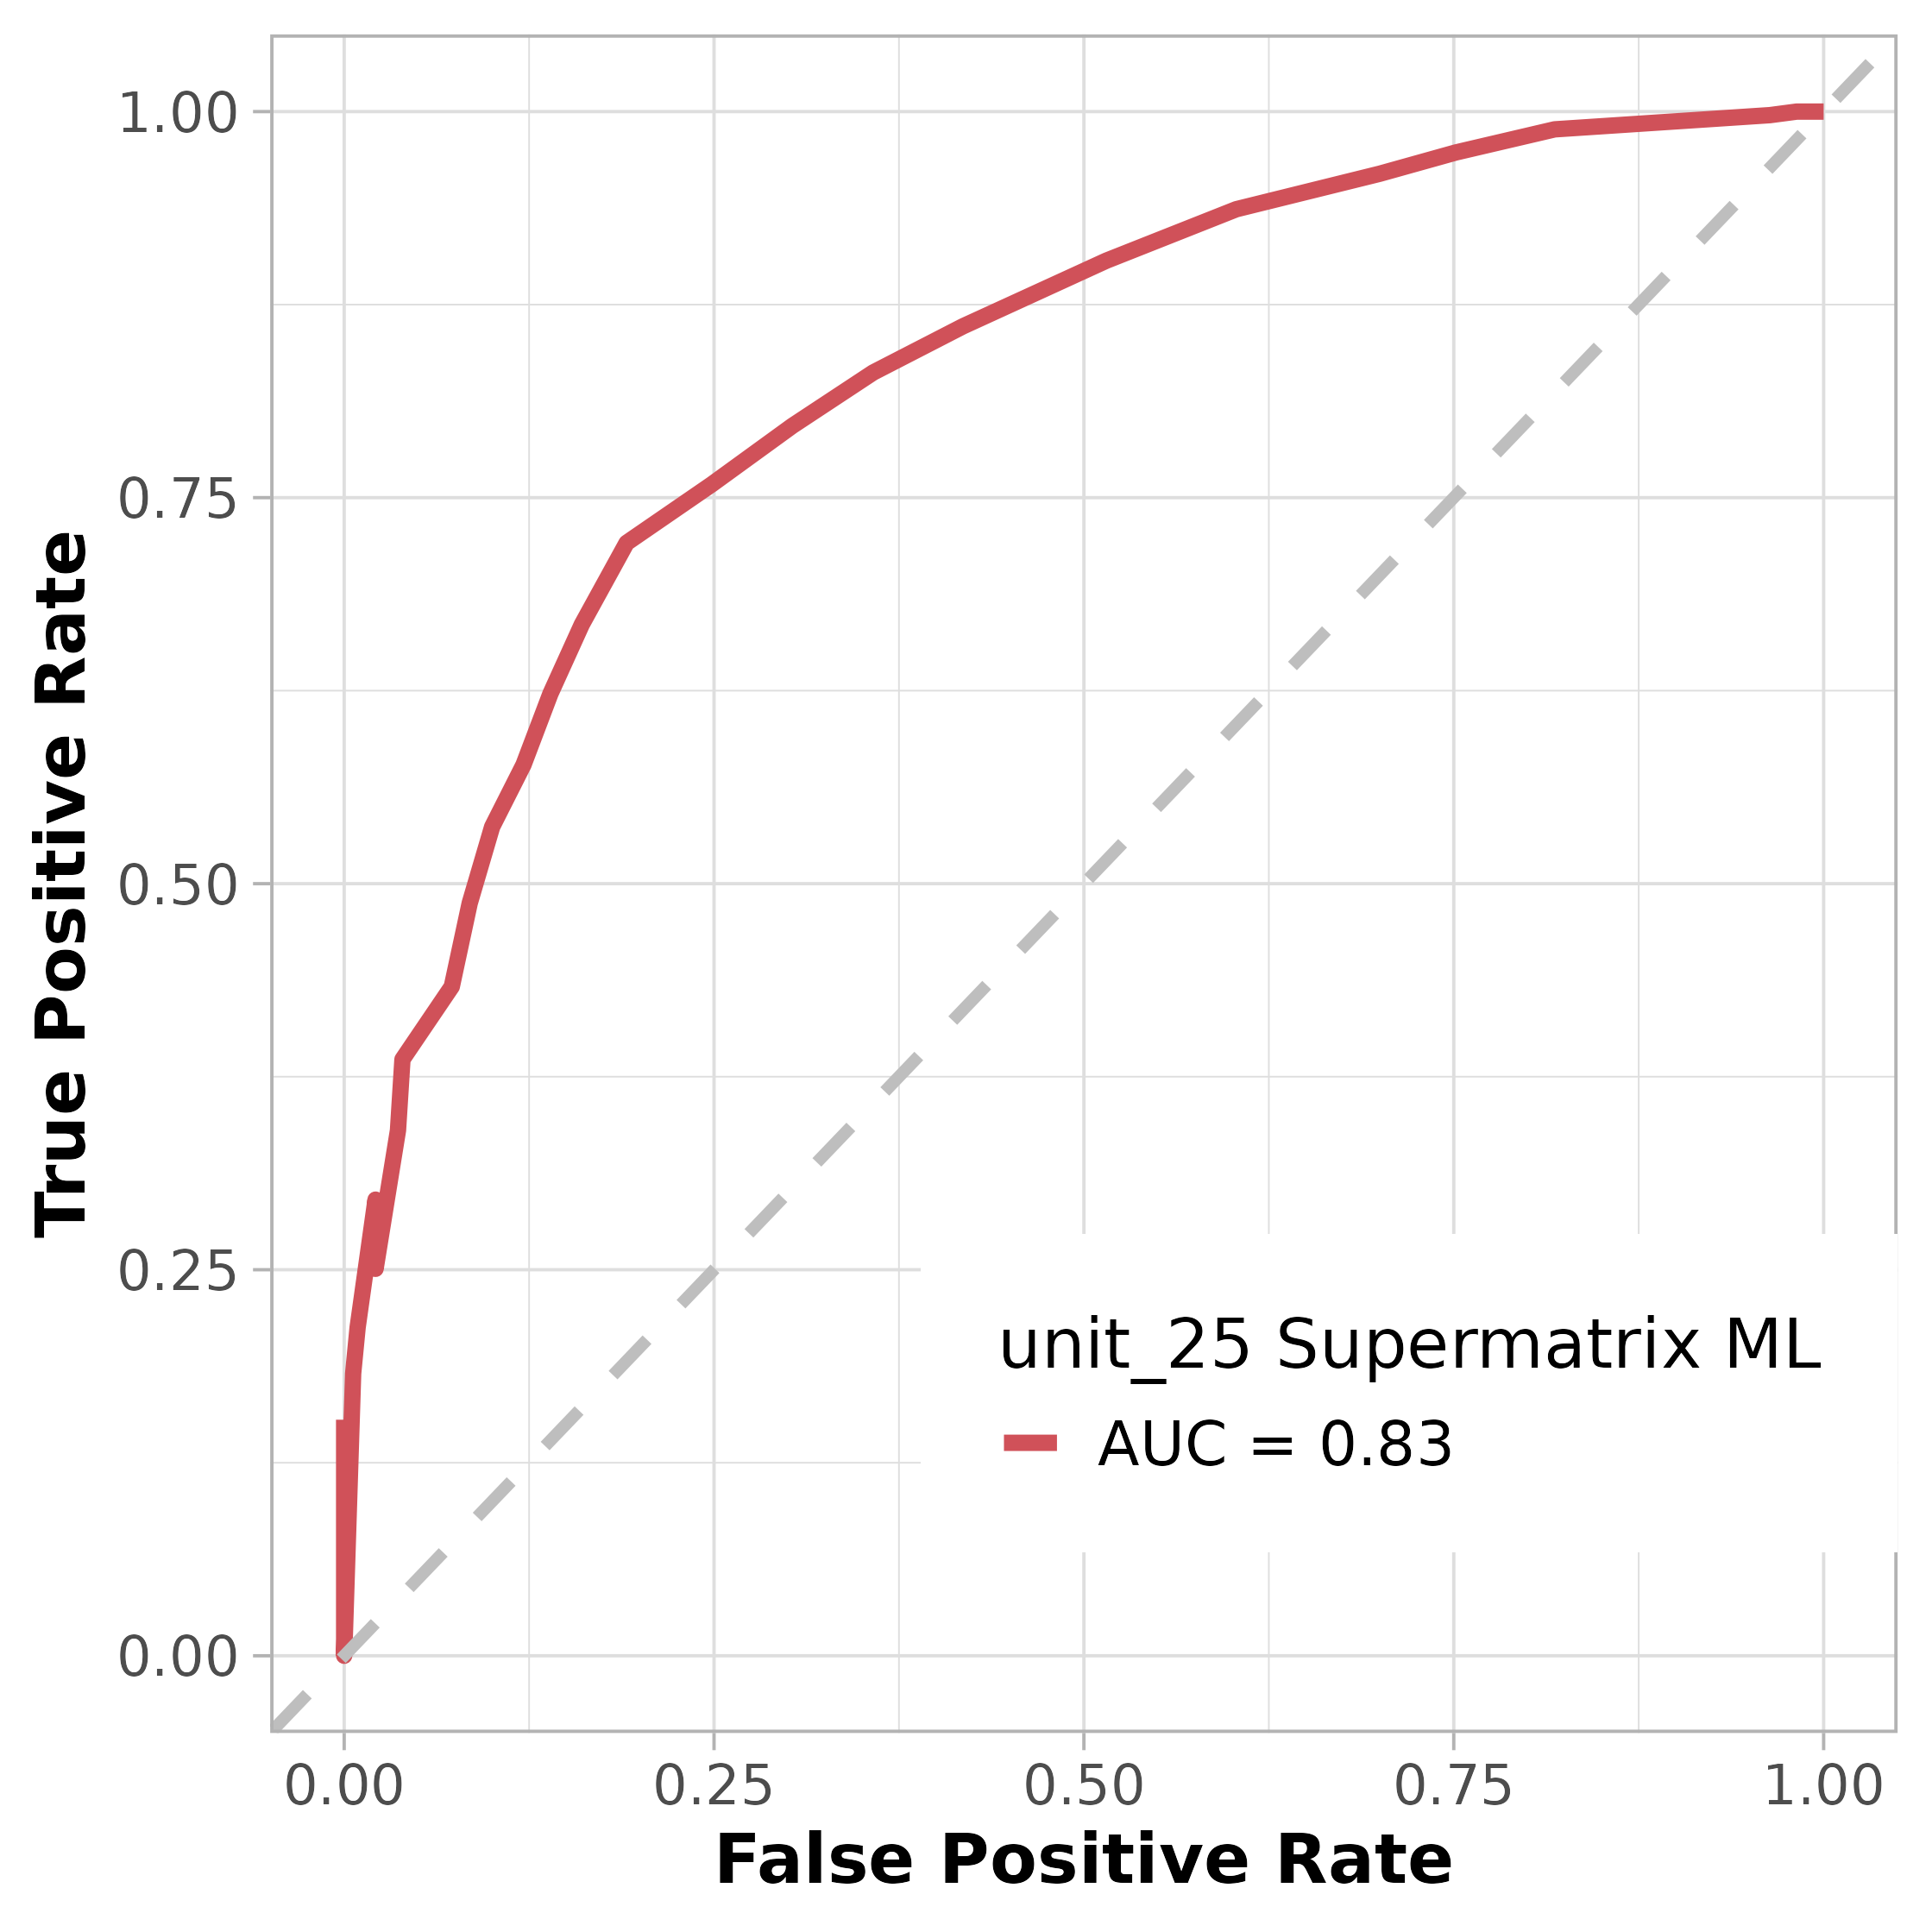 True Positive Rate
1.00
0.75
0.50
0.25
0.00
unit_25 Supermatrix ML
AUC = 0.83
0.00 0.25 0.50 0.75 1.00
False Positive Rate